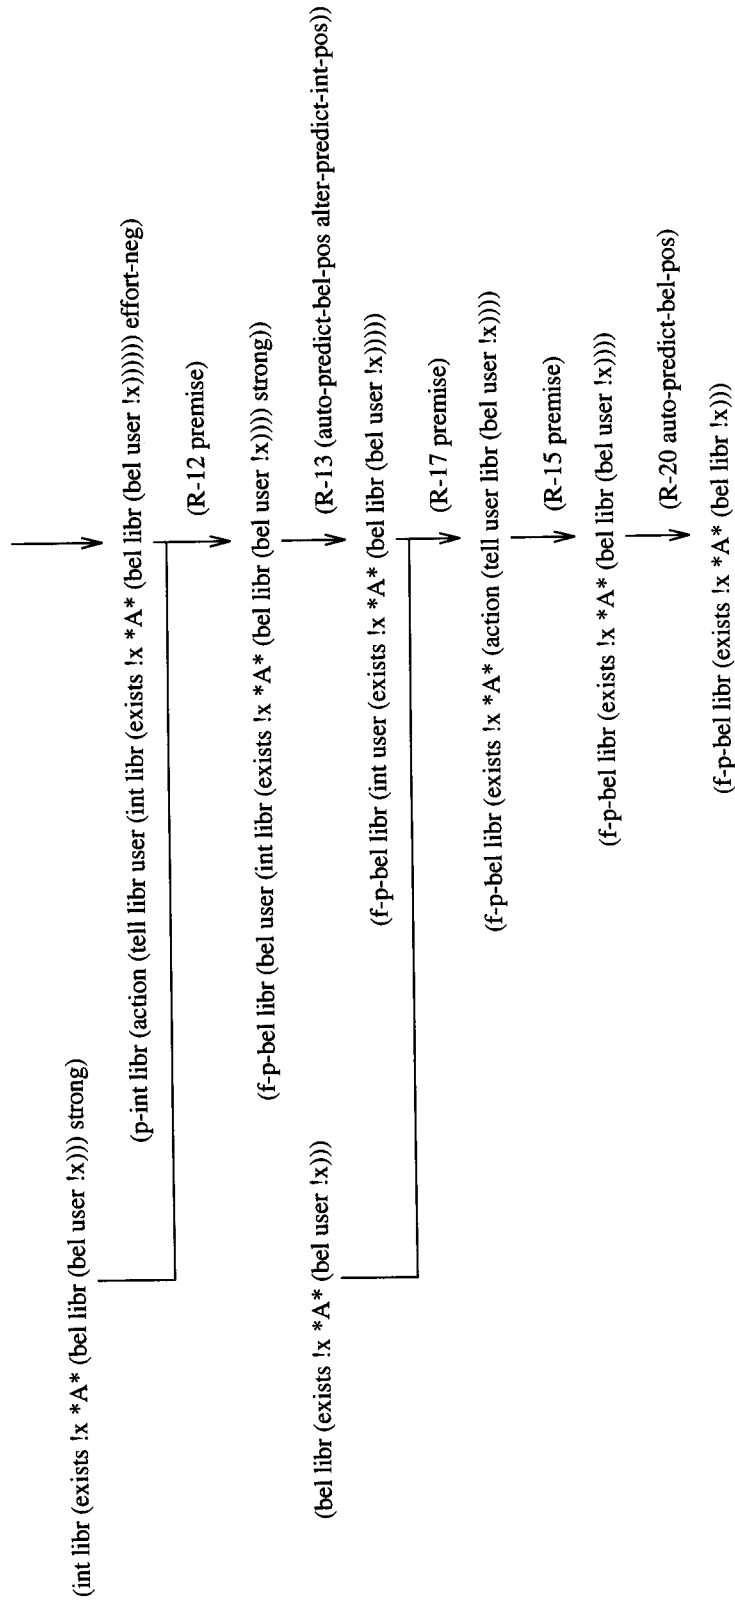 (int libr (exists !x *A* (bel libr (bel user !x))) strong)
(p-int libr (action (tell libr user (int libr (exists !x *A* (bel libr (bel user !x)))))) effort-neg)
(R-12 premise)
(f-p-bel libr (bel user (int libr (exists !x *A* (bel libr (bel user !x)))) strong))
(R-13 (auto-predict-bel-pos alter-predict-int-pos))
(bel libr (exists !x *A* (bel user !x)))
(f-p-bel libr (int user (exists !x *A* (bel libr (bel user !x)))))
(R-17 premise)
(f-p-bel libr (exists !x *A* (action (tell user libr (bel user !x))))
(R-15 premise)
(f-p-bel libr (exists !x *A* (bel libr (bel user !x))))
(R-20 auto-predict-bel-pos)
(f-p-bel libr (exists !x *A* (bel libr !x)))